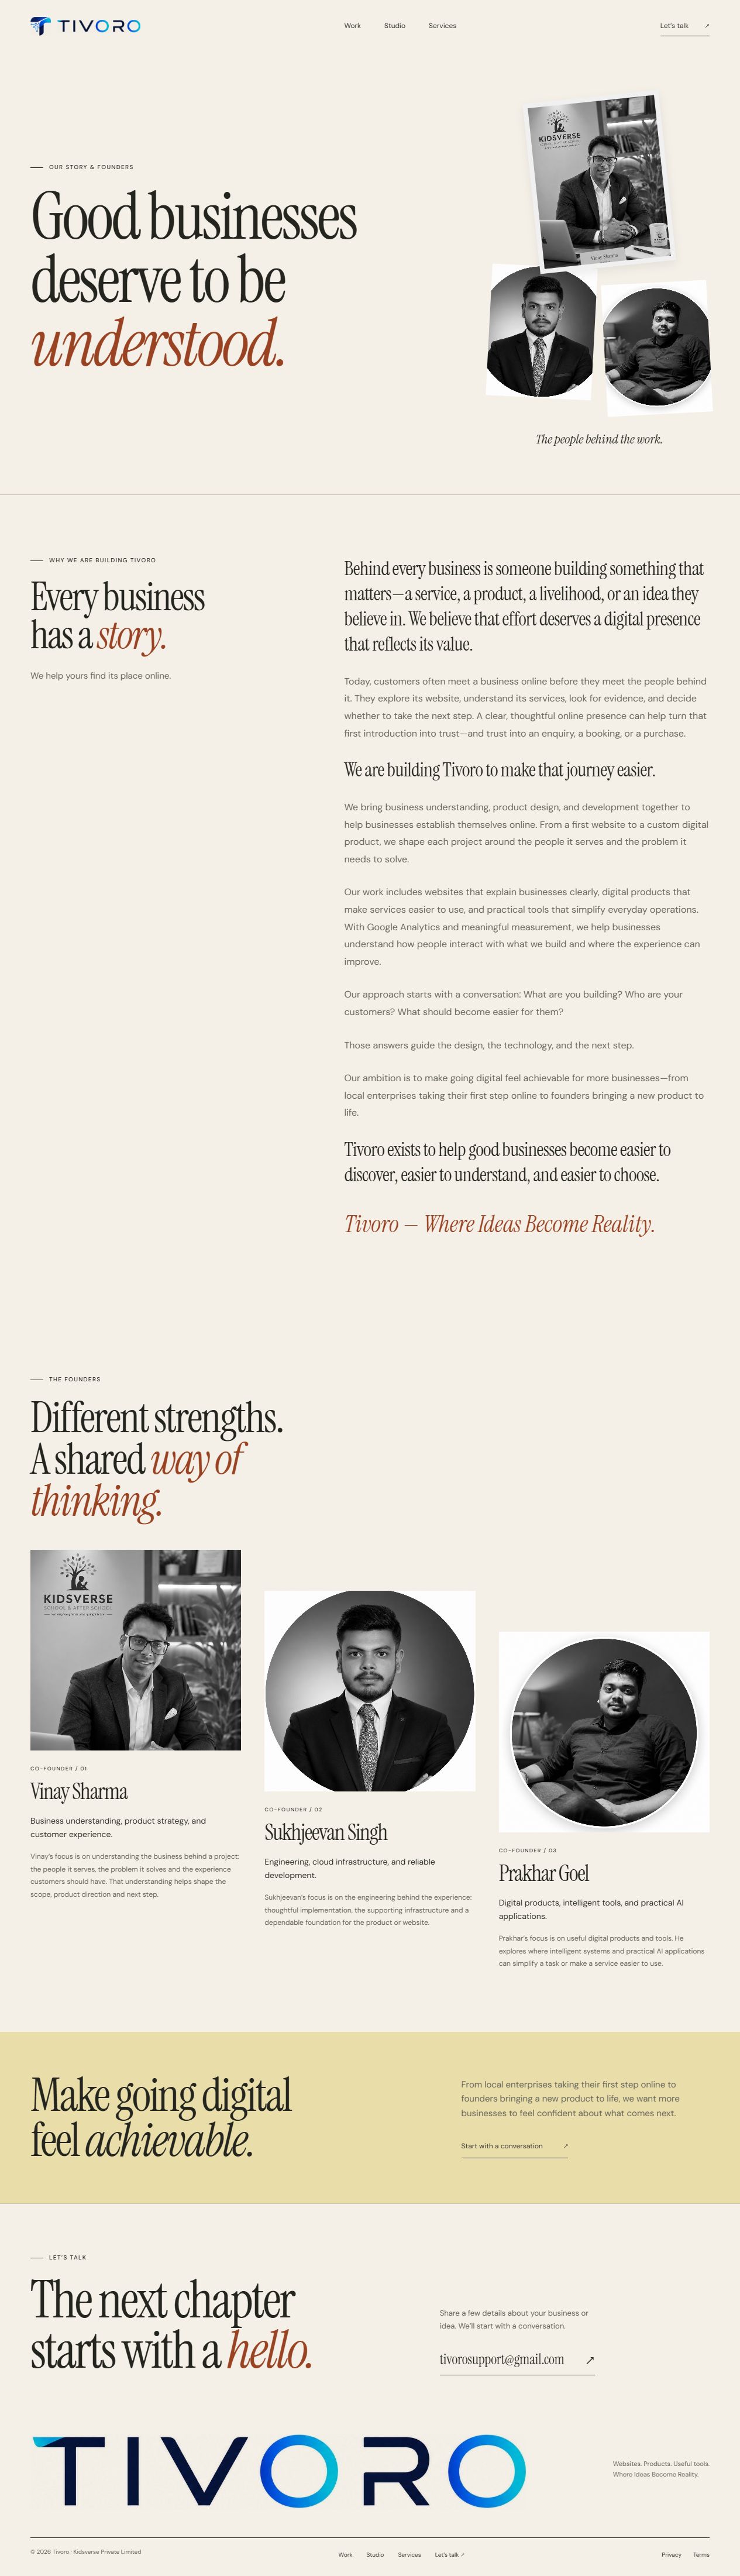 TIVORO
Work
Studio
Services
Let's talk ↗
OUR STORY & FOUNDERS
Good businesses
deserve to be
understood.
KIDSVERSE
SCHOOL & AFTER SCHOOL
Vinay Sharma
The people behind the work.
WHY WE ARE BUILDING TIVORO
Every business
has a story.
We help yours find its place online.
Behind every business is someone building something that
matters—a service, a product, a livelihood, or an idea they
believe in. We believe that effort deserves a digital presence
that reflects its value.
Today, customers often meet a business online before they meet the people behind
it. They explore its website, understand its services, look for evidence, and decide
whether to take the next step. A clear, thoughtful online presence can help turn that
first introduction into trust—and trust into an enquiry, a booking, or a purchase.
We are building Tivoro to make that journey easier.
We bring business understanding, product design, and development together to
help businesses establish themselves online. From a first website to a custom digital
product, we shape each project around the people it serves and the problem it
needs to solve.
Our work includes websites that explain businesses clearly, digital products that
make services easier to use, and practical tools that simplify everyday operations.
With Google Analytics and meaningful measurement, we help businesses
understand how people interact with what we build and where the experience can
improve.
Our approach starts with a conversation: What are you building? Who are your
customers? What should become easier for them?
Those answers guide the design, the technology, and the next step.
Our ambition is to make going digital feel achievable for more businesses—from
local enterprises taking their first step online to founders bringing a new product to
life.
Tivoro exists to help good businesses become easier to
discover, easier to understand, and easier to choose.
Tivoro — Where Ideas Become Reality.
THE FOUNDERS
Different strengths.
A shared way of
thinking.
KIDSVERSE
SCHOOL & AFTER SCHOOL
CO-FOUNDER / 01
Vinay Sharma
Business understanding, product strategy, and
customer experience.
Vinay's focus is on understanding the business behind a project:
the people it serves, the problem it solves and the experience
customers should have. That understanding helps shape the
scope, product direction and next step.
CO-FOUNDER / 02
Sukhjeevan Singh
Engineering, cloud infrastructure, and reliable
development.
Sukhjeevan's focus is on the engineering behind the experience:
thoughtful implementation, the supporting infrastructure and a
dependable foundation for the product or website.
CO-FOUNDER / 03
Prakhar Goel
Digital products, intelligent tools, and practical AI
applications.
Prakhar's focus is on useful digital products and tools. He
explores where intelligent systems and practical AI applications
can simplify a task or make a service easier to use.
Make going digital
feel achievable.
From local enterprises taking their first step online to
founders bringing a new product to life, we want more
businesses to feel confident about what comes next.
Start with a conversation ↗
LET'S TALK
The next chapter
starts with a hello.
Share a few details about your business or
idea. We'll start with a conversation.
tivorosupport@gmail.com ↗
TIVORO
Websites. Products. Useful tools.
Where Ideas Become Reality.
© 2026 Tivoro · Kidsverse Private Limited
Work
Studio
Services
Let's talk ↗
Privacy
Terms